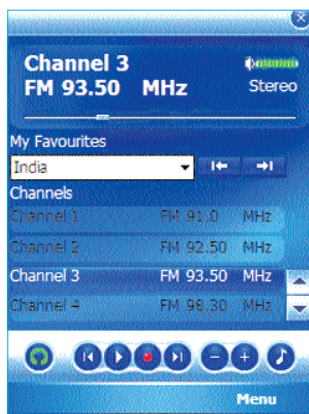 Channel 3
FM 93.50 MHz
Stereo
My Favourites
India
Channels
Channel 1 FM 91.0 MHz
Channel 2 FM 92.50 MHz
Channel 3 FM 93.50 MHz
Channel 4 FM 98.30 MHz
Menu